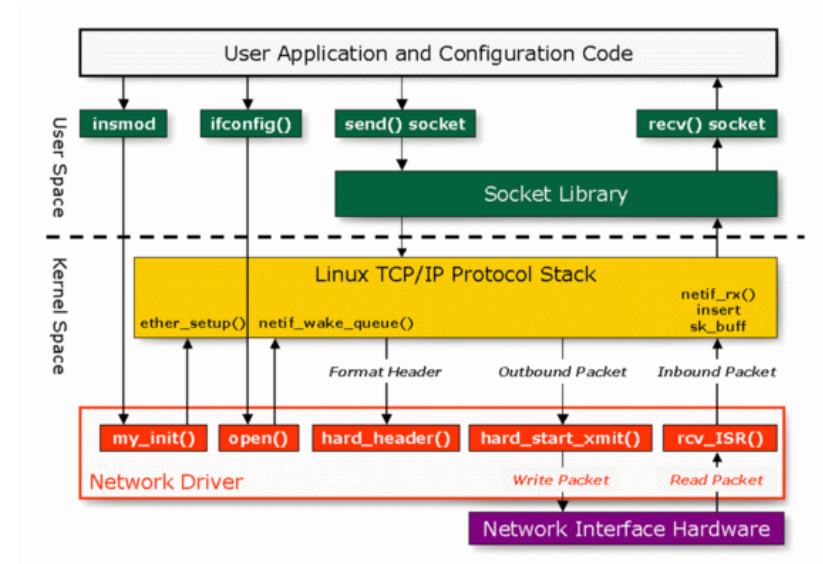 User Application and Configuration Code
insmod
ifconfig()
send() socket
recv() socket
User Space
Socket Library
Kernel Space
Linux TCP/IP Protocol Stack
ether_setup()
netif_wake_queue()
netif_rx()
insert
sk_buff
Format Header
Outbound Packet
Inbound Packet
my_init()
open()
hard_header()
hard_start_xmit()
rcv_ISR()
Network Driver
Write Packet
Read Packet
Network Interface Hardware